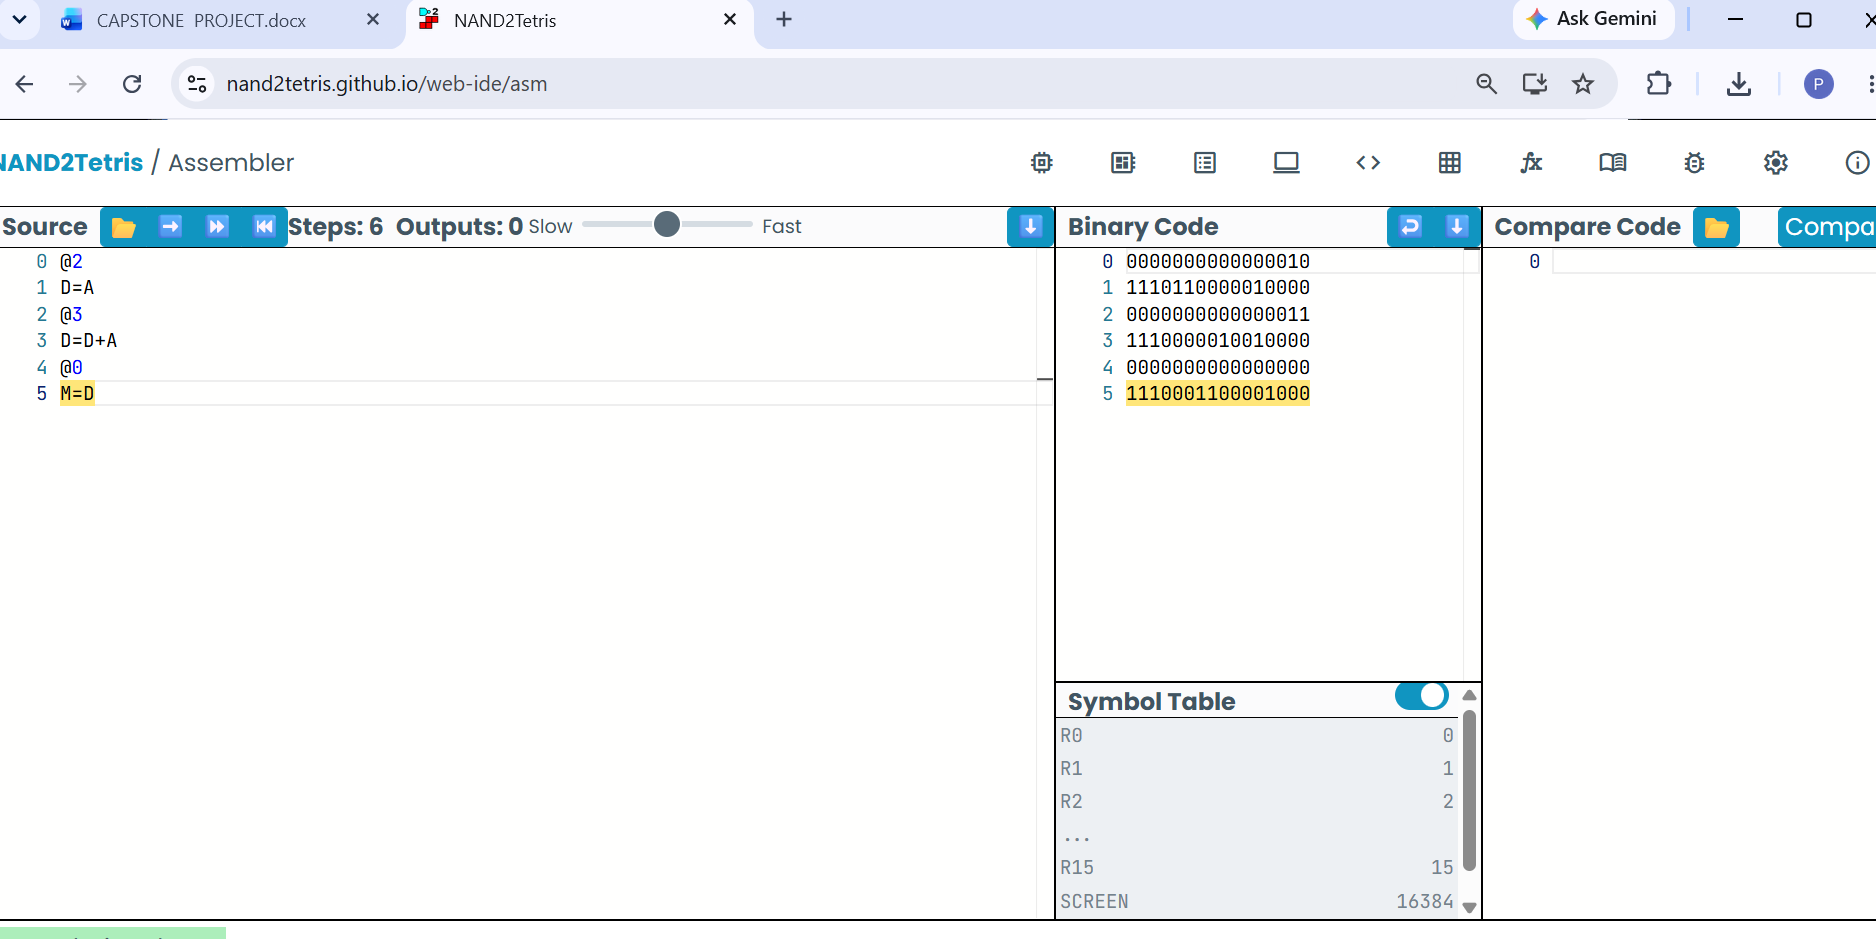 CAPSTONE PROJECT.docx
NAND2Tetris
Ask Gemini
nand2tetris.github.io/web-ide/asm
P
NAND2Tetris / Assembler
Source
Steps: 6 Outputs: 0 Slow Fast
0 @2
1 D=A
2 @3
3 D=D+A
4 @0
5 M=D
Binary Code
0 0000000000000010
1 1110110000010000
2 0000000000000011
3 1110000010010000
4 0000000000000000
5 1110001100001000
Symbol Table
R0 0
R1 1
R2 2
...
R15 15
SCREEN 16384
Compare Code
Compa
0